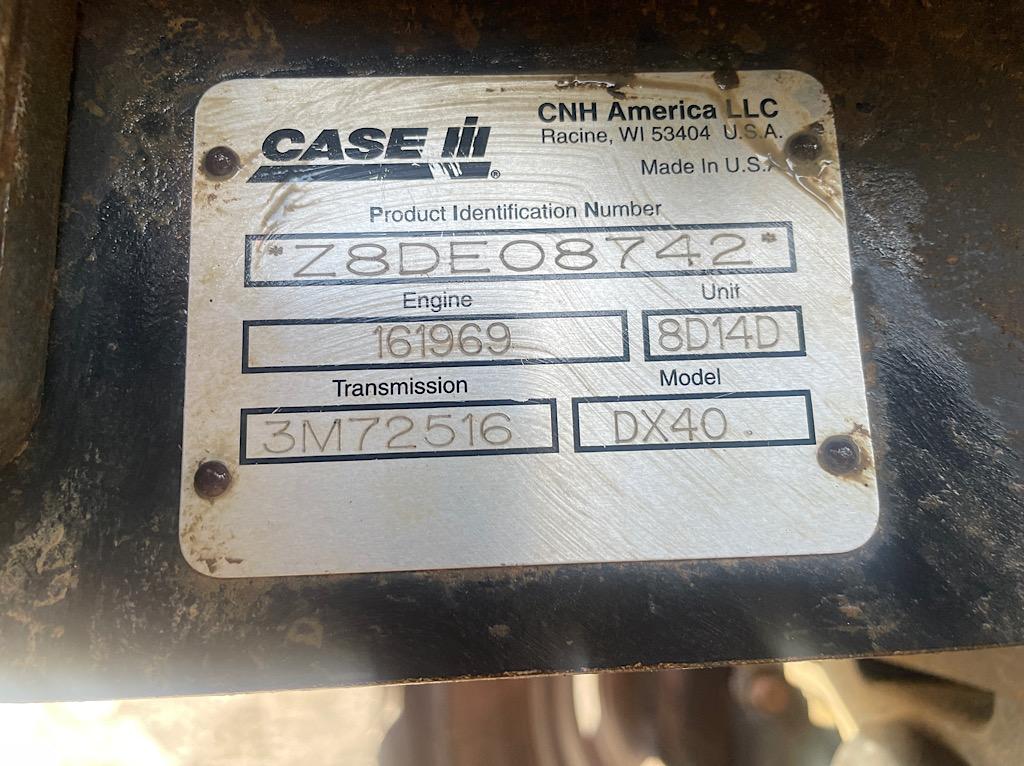 CASE IH®
CNH America LLC
Racine, WI 53404 U.S.A.
Made In U.S.A
Product Identification Number
*Z8DE08742*
Engine
Unit
161969
8D14D
Transmission
Model
3M72516
DX40